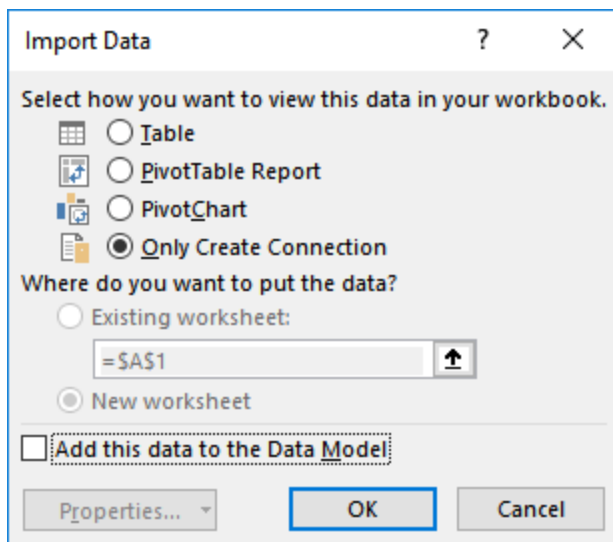 Import Data ?
Select how you want to view this data in your workbook.
Table
PivotTable Report
PivotChart
Only Create Connection
Where do you want to put the data?
Existing worksheet:
=$A$1
New worksheet
Add this data to the Data Model
Properties...
OK Cancel